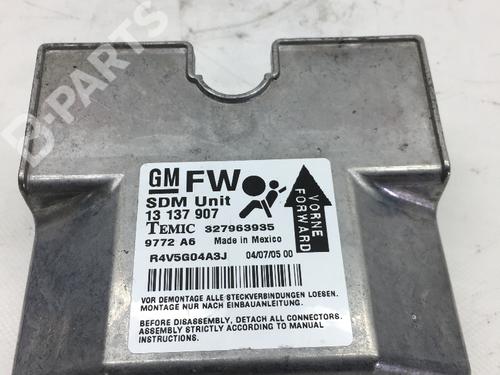 GM FW
SDM Unit
13 137 907
TEMIC 327963935
9772 A6 Made in Mexico
R4V5G04A3J 04/07/05 00
VORNE
FORWARD
VOR DEMONTAGE ALLE STECKVERBINDUNGEN LOESEN.
MONTAGE NUR NACH EINBAUANLEITUNG.
BEFORE DISASSEMBLY, DETACH ALL CONNECTORS.
ASSEMBLY STRICTLY ACCORDING TO MANUAL
INSTRUCTIONS.
B-PARTS